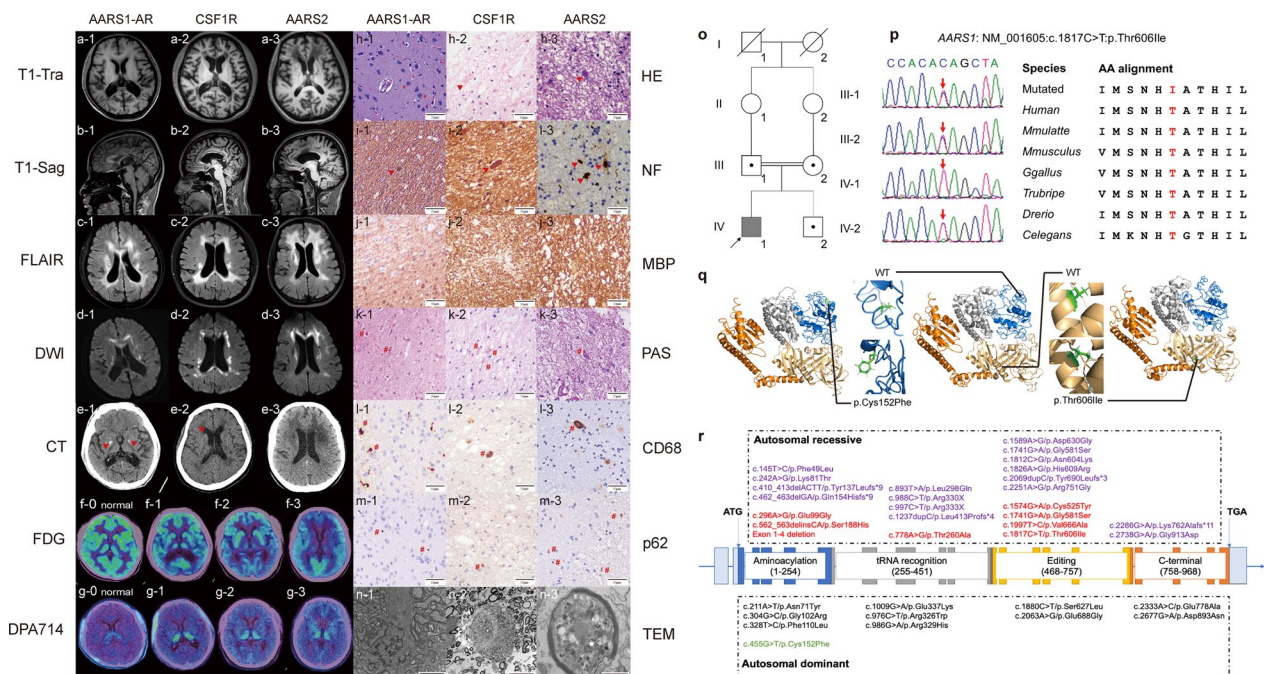 AARS1-AR CSF1R AARS2 AARS1-AR CSF1R AARS2
T1-Tra
a-1 a-2 a-3
h-1 h-2 h-3
HE
T1-Sag
b-1 b-2 b-3
i-1 i-2 i-3
NF
FLAIR
c-1 c-2 c-3
j-1 j-2 j-3
MBP
DWI
d-1 d-2 d-3
k-1 k-2 k-3
# # # # #
PAS
CT
e-1 e-2 e-3
l-1 l-2 l-3
# # # # #
CD68
FDG
f-0 normal f-1 f-2 f-3
m-1 m-2 m-3
p62
DPA714
g-0 normal g-1 g-2 g-3
n-1 n-2 n-3
TEM
o
I
1 2
II
1 2
III
1 2
IV
1 2
p
AARS1: NM_001605:c.1817C>T:p.Thr606Ile
CCACACAGCTA
III-1
III-2
IV-1
IV-2
Species AA alignment
Mutated I M S N H I A T H I L
Human I M S N H T A T H I L
Mmulatte I M S N H T A T H I L
Mmusculus V M S N H T A T H I L
Ggallus V M S N H T A T H I L
Trubripe V M S N H T A T H I L
Drerio I M S N H T A T H I L
Celegans I M K N H T G T H I L
q
WT WT
p.Cys152Phe
p.Thr606Ile
r
Autosomal recessive
c.145T>C/p.Phe49Leu
c.242A>G/p.Lys81Thr
c.410_413delACTT/p.Tyr137Leufs*9
c.462_463delGA/p.Gln154Hisfs*9
c.296A>G/p.Glu99Gly
c.562_563delinsCA/p.Ser188His
Exon 1-4 deletion
c.893T>A/p.Leu298Gln
c.988C>T/p.Arg330X
c.997C>T/p.Arg333X
c.1237dupC/p.Leu413Profs*4
c.778A>G/p.Thr260Ala
c.1589A>G/p.Asp630Gly
c.1741G>A/p.Gly581Ser
c.1812C>G/p.Asn604Lys
c.1826A>G/p.His609Arg
c.2069dupC/p.Tyr690Leufs*3
c.2251A>G/p.Arg751Gly
c.1574G>A/p.Cys525Tyr
c.1741G>A/p.Gly581Ser
c.1997T>C/p.Val666Ala
c.1817C>T/p.Thr606Ile
c.2286G>A/p.Lys762Alafs*11
c.2738G>A/p.Gly913Asp
ATG TGA
Aminoacylation
(1-254)
tRNA recognition
(255-451)
Editing
(468-757)
C-terminal
(758-968)
c.211A>T/p.Asn71Tyr
c.304C>G/p.Gly102Arg
c.328T>C/p.Phe110Leu
c.455G>T/p.Cys152Phe
c.1009G>A/p.Glu337Lys
c.976C>T/p.Arg326Trp
c.986G>A/p.Arg329His
c.1880C>T/p.Ser627Leu
c.2063A>G/p.Glu688Gly
c.2333A>C/p.Glu778Ala
c.2677G>A/p.Asp893Asn
Autosomal dominant